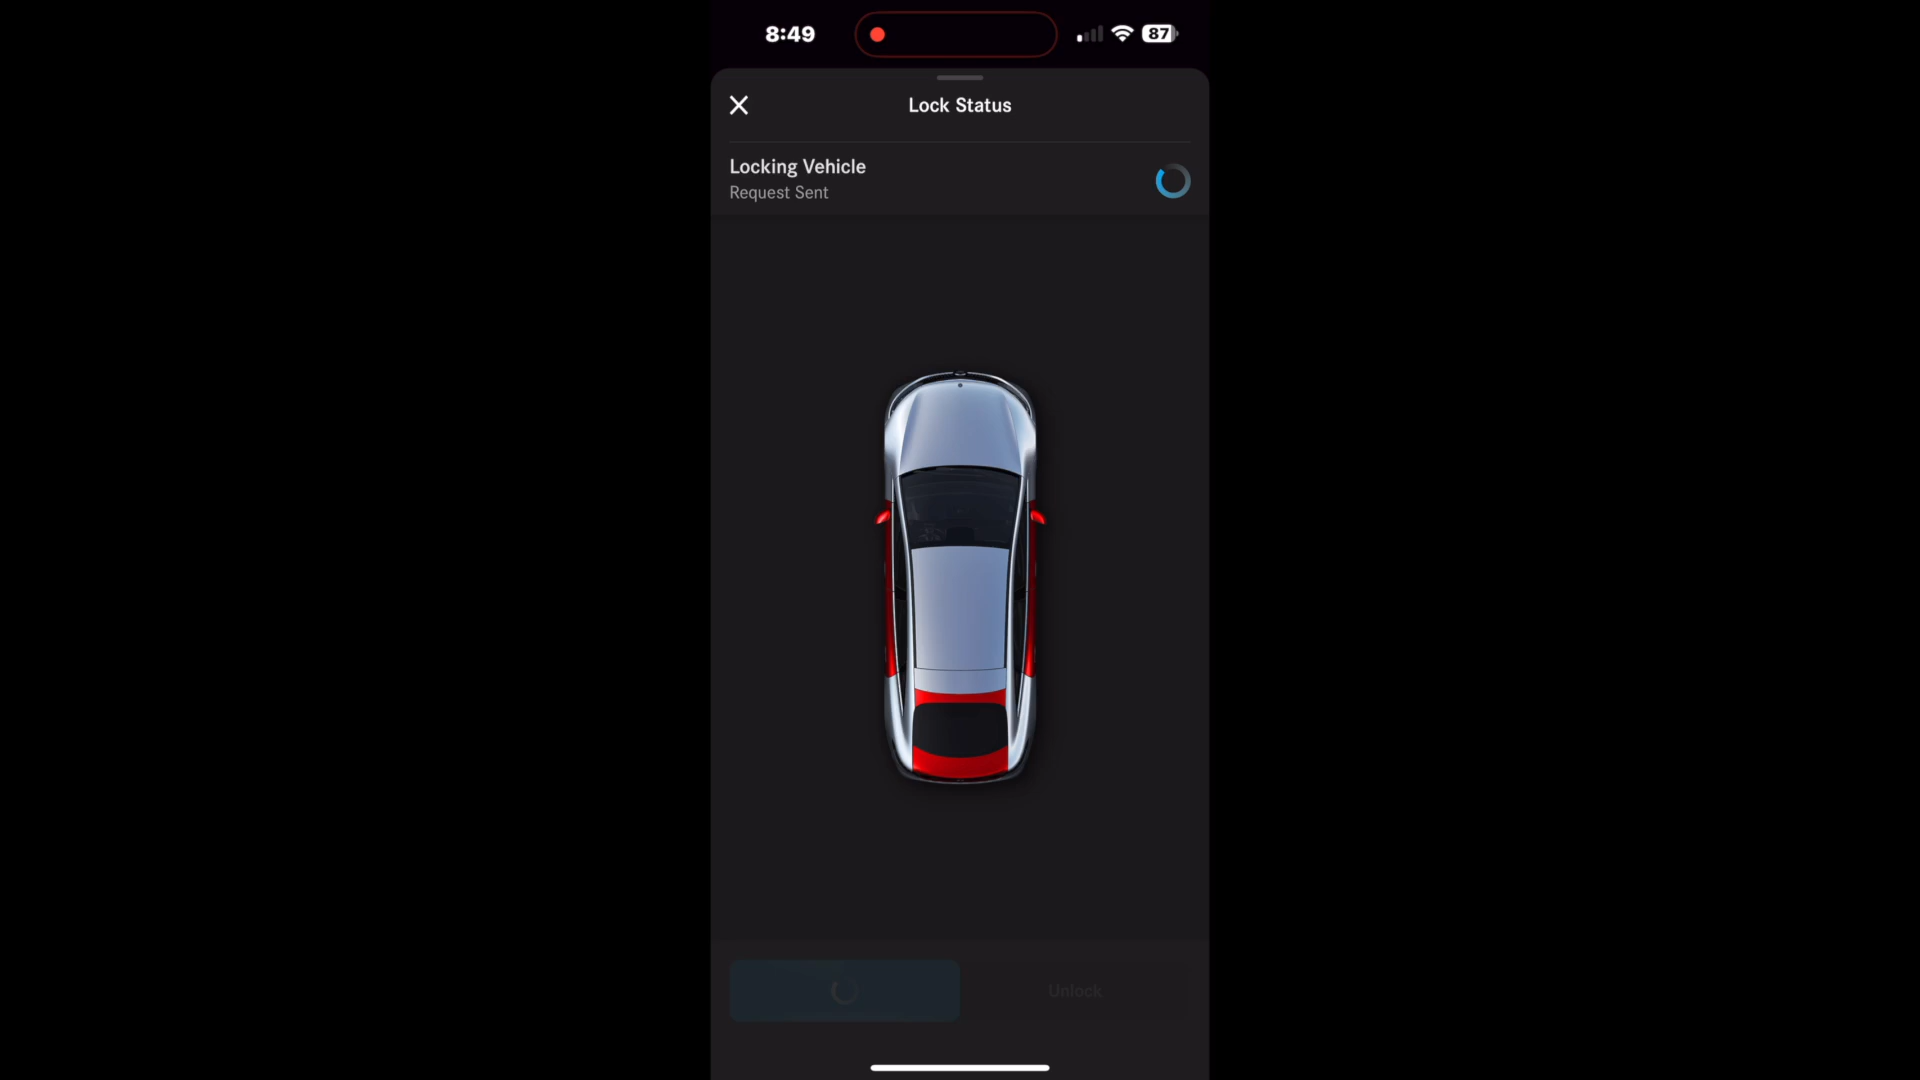 8:49
87
Lock Status
Locking Vehicle
Request Sent
Unlock